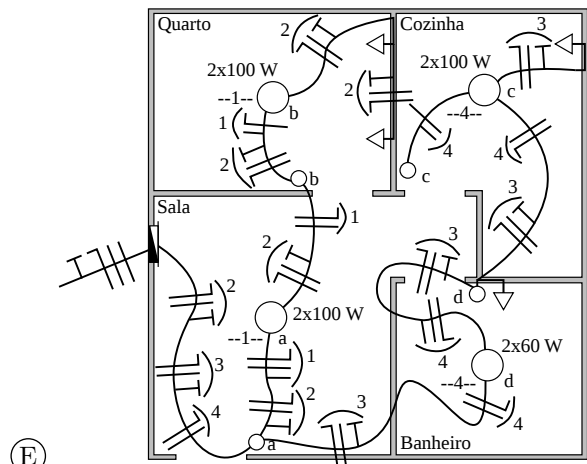 Quarto
Cozinha
2
3
2x100 W
2x100 W
--1--
b
2
c
--4--
1
4
4
2
b
c
Sala
1
3
3
2
2
d
2x100 W
--1--
a
2x60 W
3
1
4
--4--
d
4
2
3
4
a
Banheiro
E